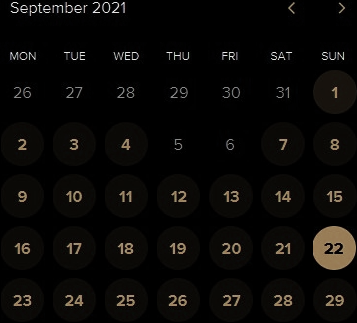 September 2021
MON TUE WED THU FRI SAT SUN
26 27 28 29 30 31 1
2 3 4 5 6 7 8
9 10 11 12 13 14 15
16 17 18 19 20 21 22
23 24 25 26 27 28 29